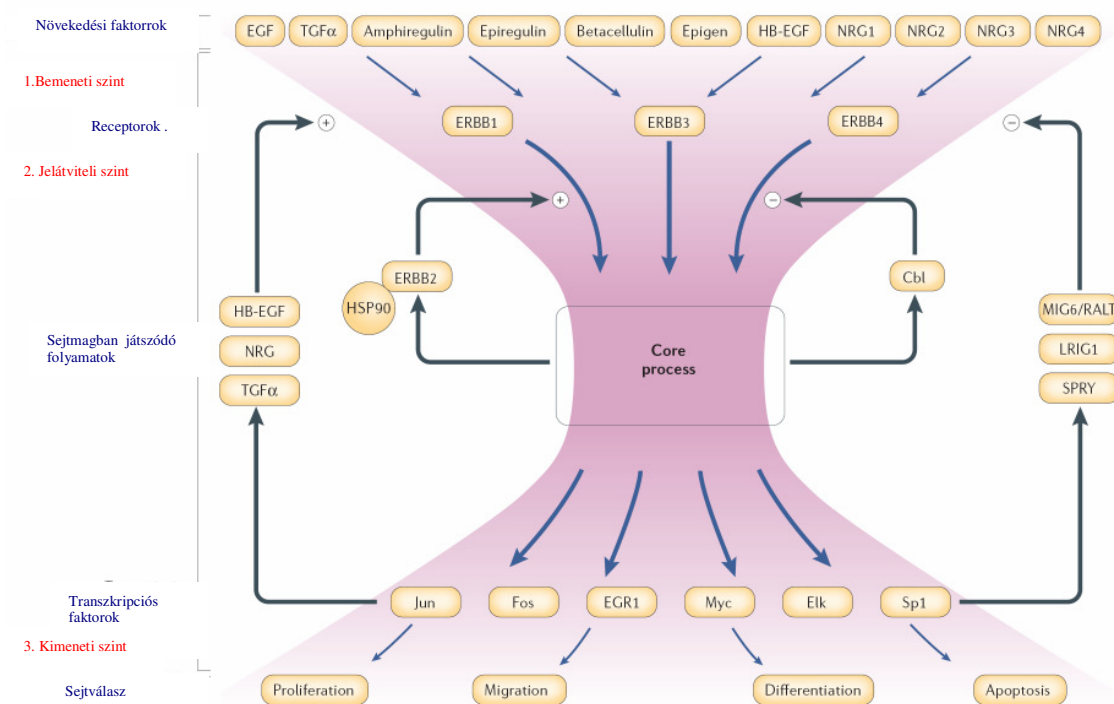 Növekedési faktorrok
EGF TGFα Amphiregulin Epiregulin Betacellulin Epigen HB-EGF NRG1 NRG2 NRG3 NRG4
1.Bemeneti szint
Receptorok .
+ ERBB1 ERBB3 ERBB4 −
2. Jelátviteli szint
+ −
ERBB2 Cbl
HSP90
HB-EGF MIG6/RALT
Sejtmagban játszódó
folyamatok
NRG Core
process LRIG1
TGFα SPRY
Transzkripciós
faktorok
Jun Fos EGR1 Myc Elk Sp1
3. Kimeneti szint
Sejtválasz
Proliferation Migration Differentiation Apoptosis